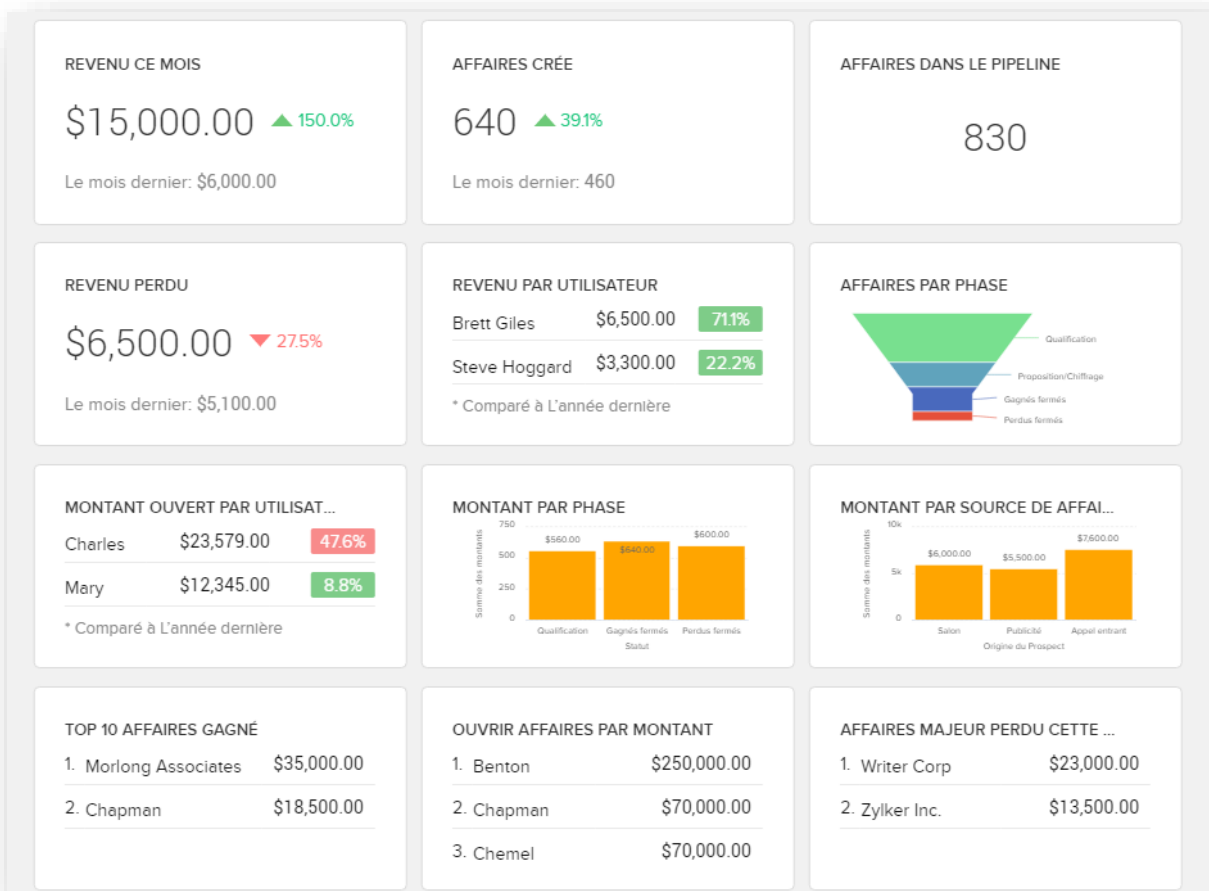 REVENU CE MOIS
$15,000.00 150.0%
Le mois dernier: $6,000.00
AFFAIRES CRÉE
640 39.1%
Le mois dernier: 460
AFFAIRES DANS LE PIPELINE
830
REVENU PERDU
$6,500.00 27.5%
Le mois dernier: $5,100.00
REVENU PAR UTILISATEUR
Brett Giles $6,500.00 71.1%
Steve Hoggard $3,300.00 22.2%
* Comparé à L'année dernière
AFFAIRES PAR PHASE
Qualification
Proposition/Chiffrage
Gagnés fermés
Perdus fermés
MONTANT OUVERT PAR UTILISAT...
Charles $23,579.00 47.6%
Mary $12,345.00 8.8%
* Comparé à L'année dernière
MONTANT PAR PHASE
Somme des montants
750
500
250
0
$560.00 $640.00 $600.00
Qualification Gagnés fermés Perdus fermés
Statut
MONTANT PAR SOURCE DE AFFAI...
Somme des montants
10k
5k
0
$6,000.00 $5,500.00 $7,600.00
Salon Publicité Appel entrant
Origine du Prospect
TOP 10 AFFAIRES GAGNÉ
1. Morlong Associates $35,000.00
2. Chapman $18,500.00
OUVRIR AFFAIRES PAR MONTANT
1. Benton $250,000.00
2. Chapman $70,000.00
3. Chemel $70,000.00
AFFAIRES MAJEUR PERDU CETTE ...
1. Writer Corp $23,000.00
2. Zylker Inc. $13,500.00